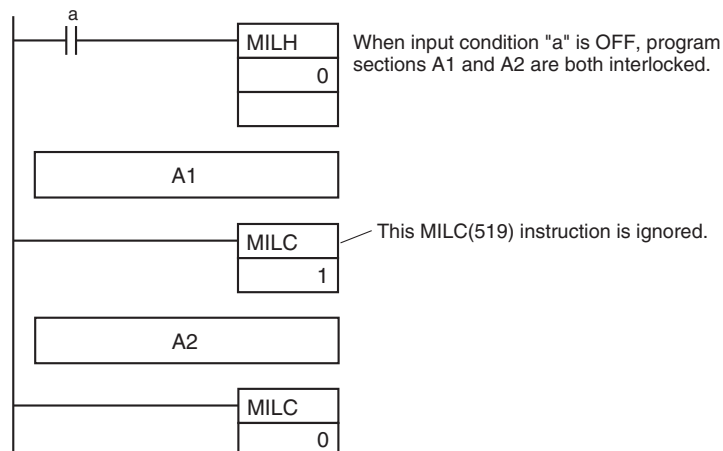 a
MILH
0
When input condition "a" is OFF, program
sections A1 and A2 are both interlocked.
A1
MILC
1
This MILC(519) instruction is ignored.
A2
MILC
0